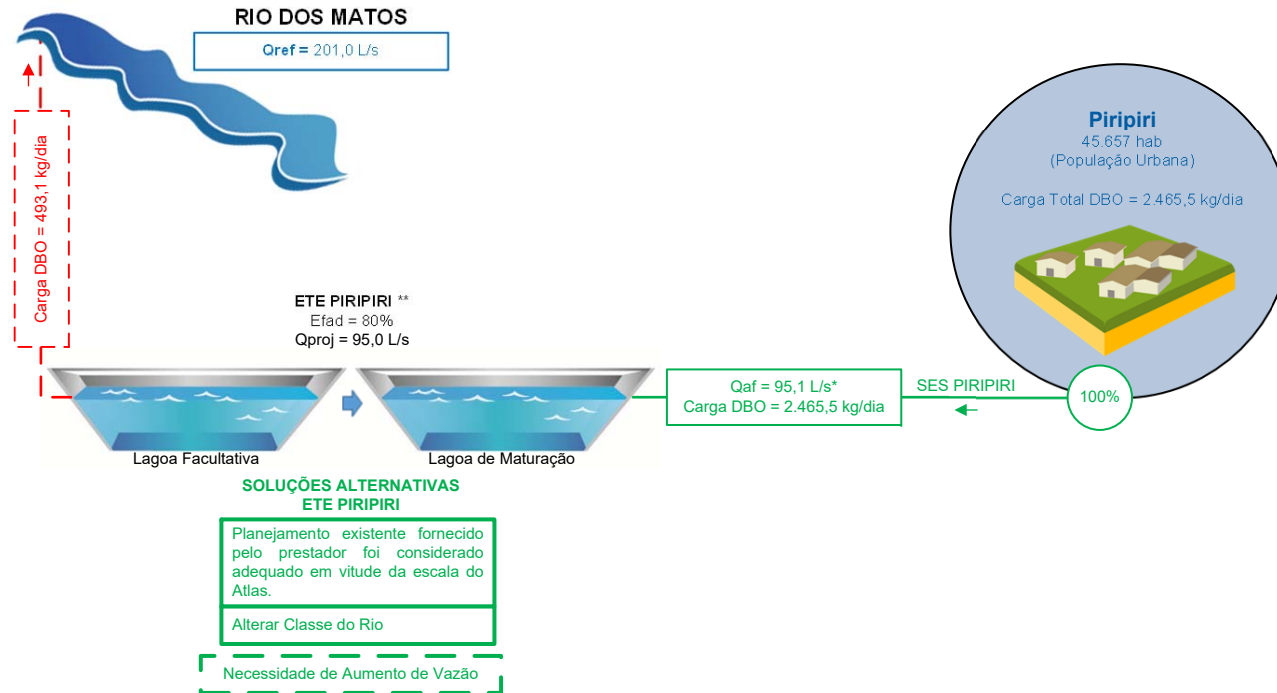 RIO DOS MATOS
Qref = 201,0 L/s
Carga DBO = 493,1 kg/dia
Piripiri
45.657 hab
(População Urbana)
Carga Total DBO = 2.465,5 kg/dia
ETE PIRIPIRI **
Efad = 80%
Qproj = 95,0 L/s
Qaf = 95,1 L/s*
Carga DBO = 2.465,5 kg/dia
SES PIRIPIRI
100%
Lagoa Facultativa
Lagoa de Maturação
SOLUÇÕES ALTERNATIVAS
ETE PIRIPIRI
Planejamento existente fornecido
pelo prestador foi considerado
adequado em vitude da escala do
Atlas.
Alterar Classe do Rio
Necessidade de Aumento de Vazão